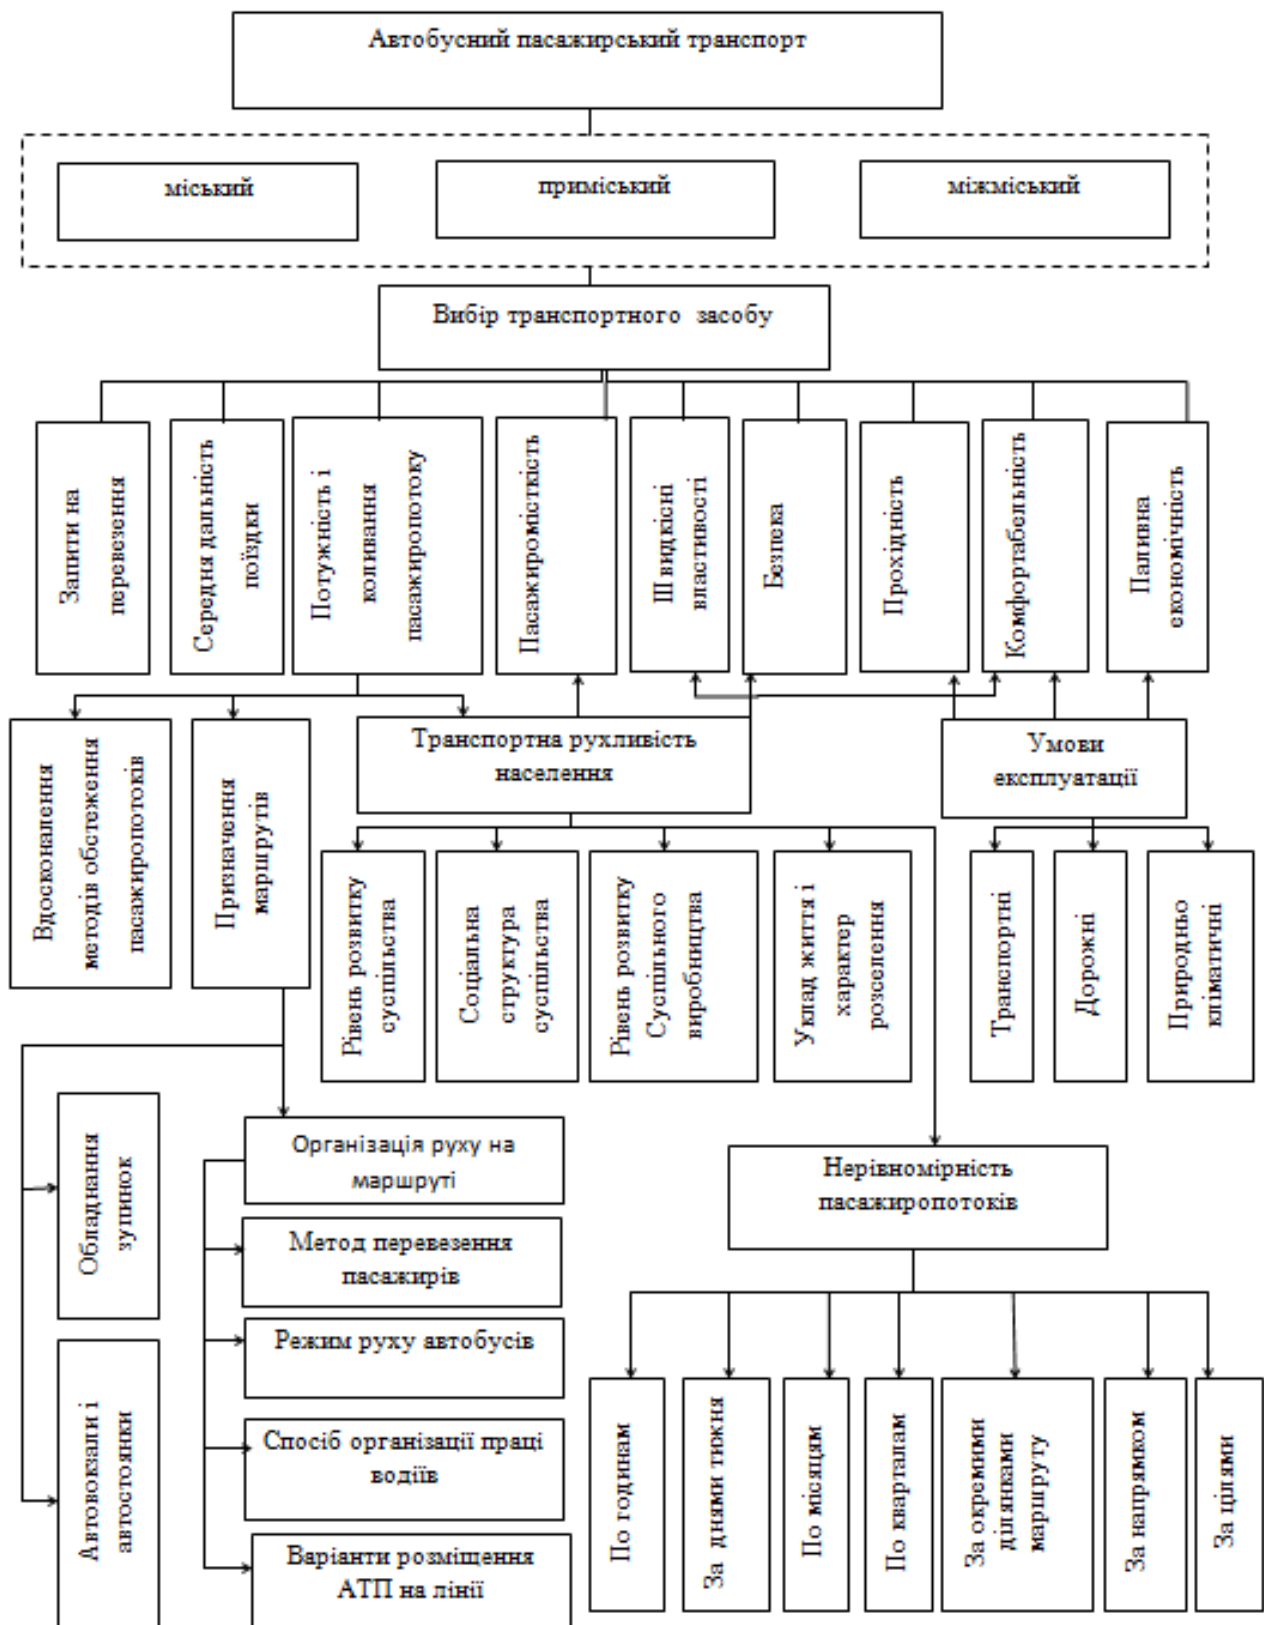 Автобусний пасажирський транспорт
міський
приміський
міжміський
Вибір транспортного засобу
Запити на
перевезення
Середня дальність
поїздки
Потужність і
коливання
пасажиропотоку
Пасажиромісткість
Швидкісні
властивості
Безпека
Прохідність
Комфортабельність
Паливна
економічність
Вдосконалення
методів обстеження
пасажиропотоків
Призначення
маршрутів
Транспортна рухливість
населення
Умови
експлуатації
Рівень розвитку
суспільства
Соціальна
структура
суспільства
Рівень розвитку
Суспільного
виробництва
Уклад життя і
характер
розселення
Транспортні
Дорожні
Природньо
кліматичні
Обладнання
зупинок
Організація руху на
маршруті
Нерівномірність
пасажиропотоків
Метод перевезення
пасажирів
Режим руху автобусів
Автовокзали і
автостоянки
Спосіб організації праці
водіїв
Варіанти розміщення
АТП на лінії
По годинам
За днями тижня
По місяцям
По кварталам
За окремими
ділянками
маршруту
За напрямком
За цілями